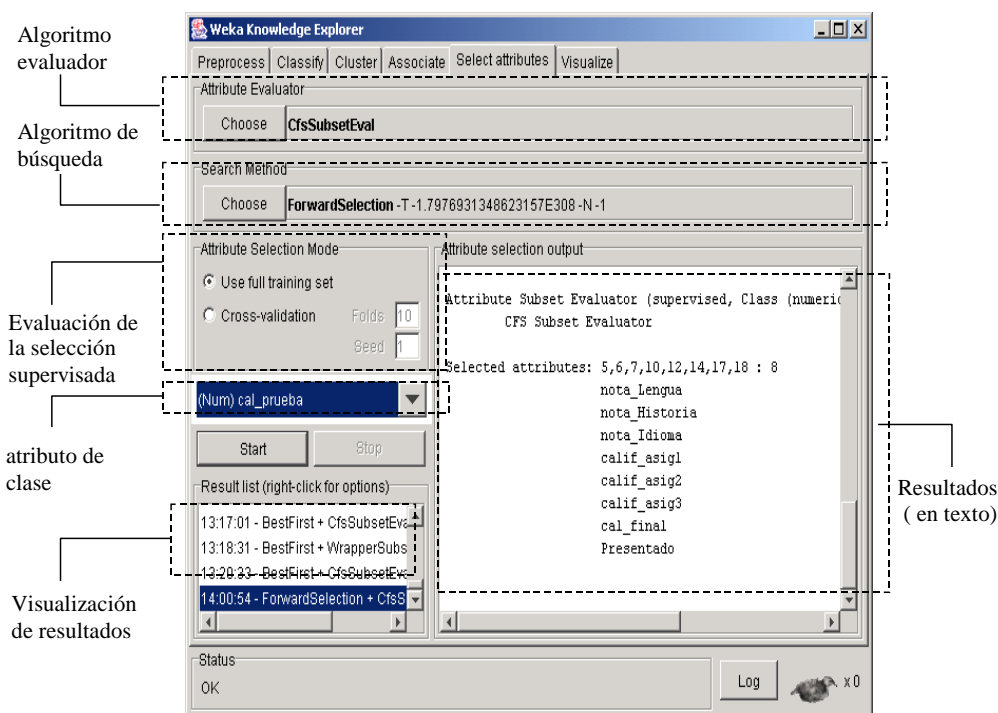 Algoritmo
evaluador
Algoritmo de
búsqueda
Evaluación de
la selección
supervisada
atributo de
clase
Visualización
de resultados
Weka Knowledge Explorer
Preprocess Classify Cluster Associate Select attributes Visualize
Attribute Evaluator
Choose CfsSubsetEval
Search Method
Choose ForwardSelection -T -1.7976931348623157E308 -N -1
Attribute Selection Mode
Use full training set
Cross-validation Folds 10
Seed 1
(Num) cal_prueba
Start Stop
Result list (right-click for options)
13:17:01 - BestFirst + CfsSubsetEva
13:18:31 - BestFirst + WrapperSubs
13:20:33 - BestFirst + CfsSubsetEva
14:00:54 - ForwardSelection + CfsS
Attribute selection output
Attribute Subset Evaluator (supervised, Class (numeric
CFS Subset Evaluator
Selected attributes: 5,6,7,10,12,14,17,18 : 8
nota_Lengua
nota_Historia
nota_Idioma
calif_asig1
calif_asig2
calif_asig3
cal_final
Presentado
Resultados
( en texto)
Status
OK
Log
x 0